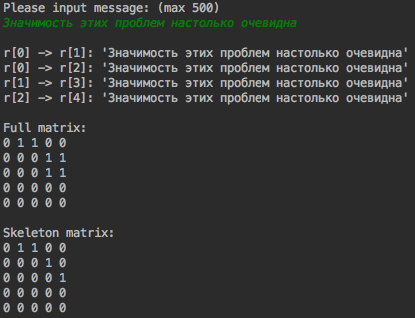 Please input message: (max 500)
Значимость этих проблем настолько очевидна
r[0] -> r[1]: 'Значимость этих проблем настолько очевидна'
r[0] -> r[2]: 'Значимость этих проблем настолько очевидна'
r[1] -> r[3]: 'Значимость этих проблем настолько очевидна'
r[2] -> r[4]: 'Значимость этих проблем настолько очевидна'
Full matrix:
0 1 1 0 0
0 0 0 1 1
0 0 0 1 1
0 0 0 0 0
0 0 0 0 0
Skeleton matrix:
0 1 1 0 0
0 0 0 1 0
0 0 0 0 1
0 0 0 0 0
0 0 0 0 0